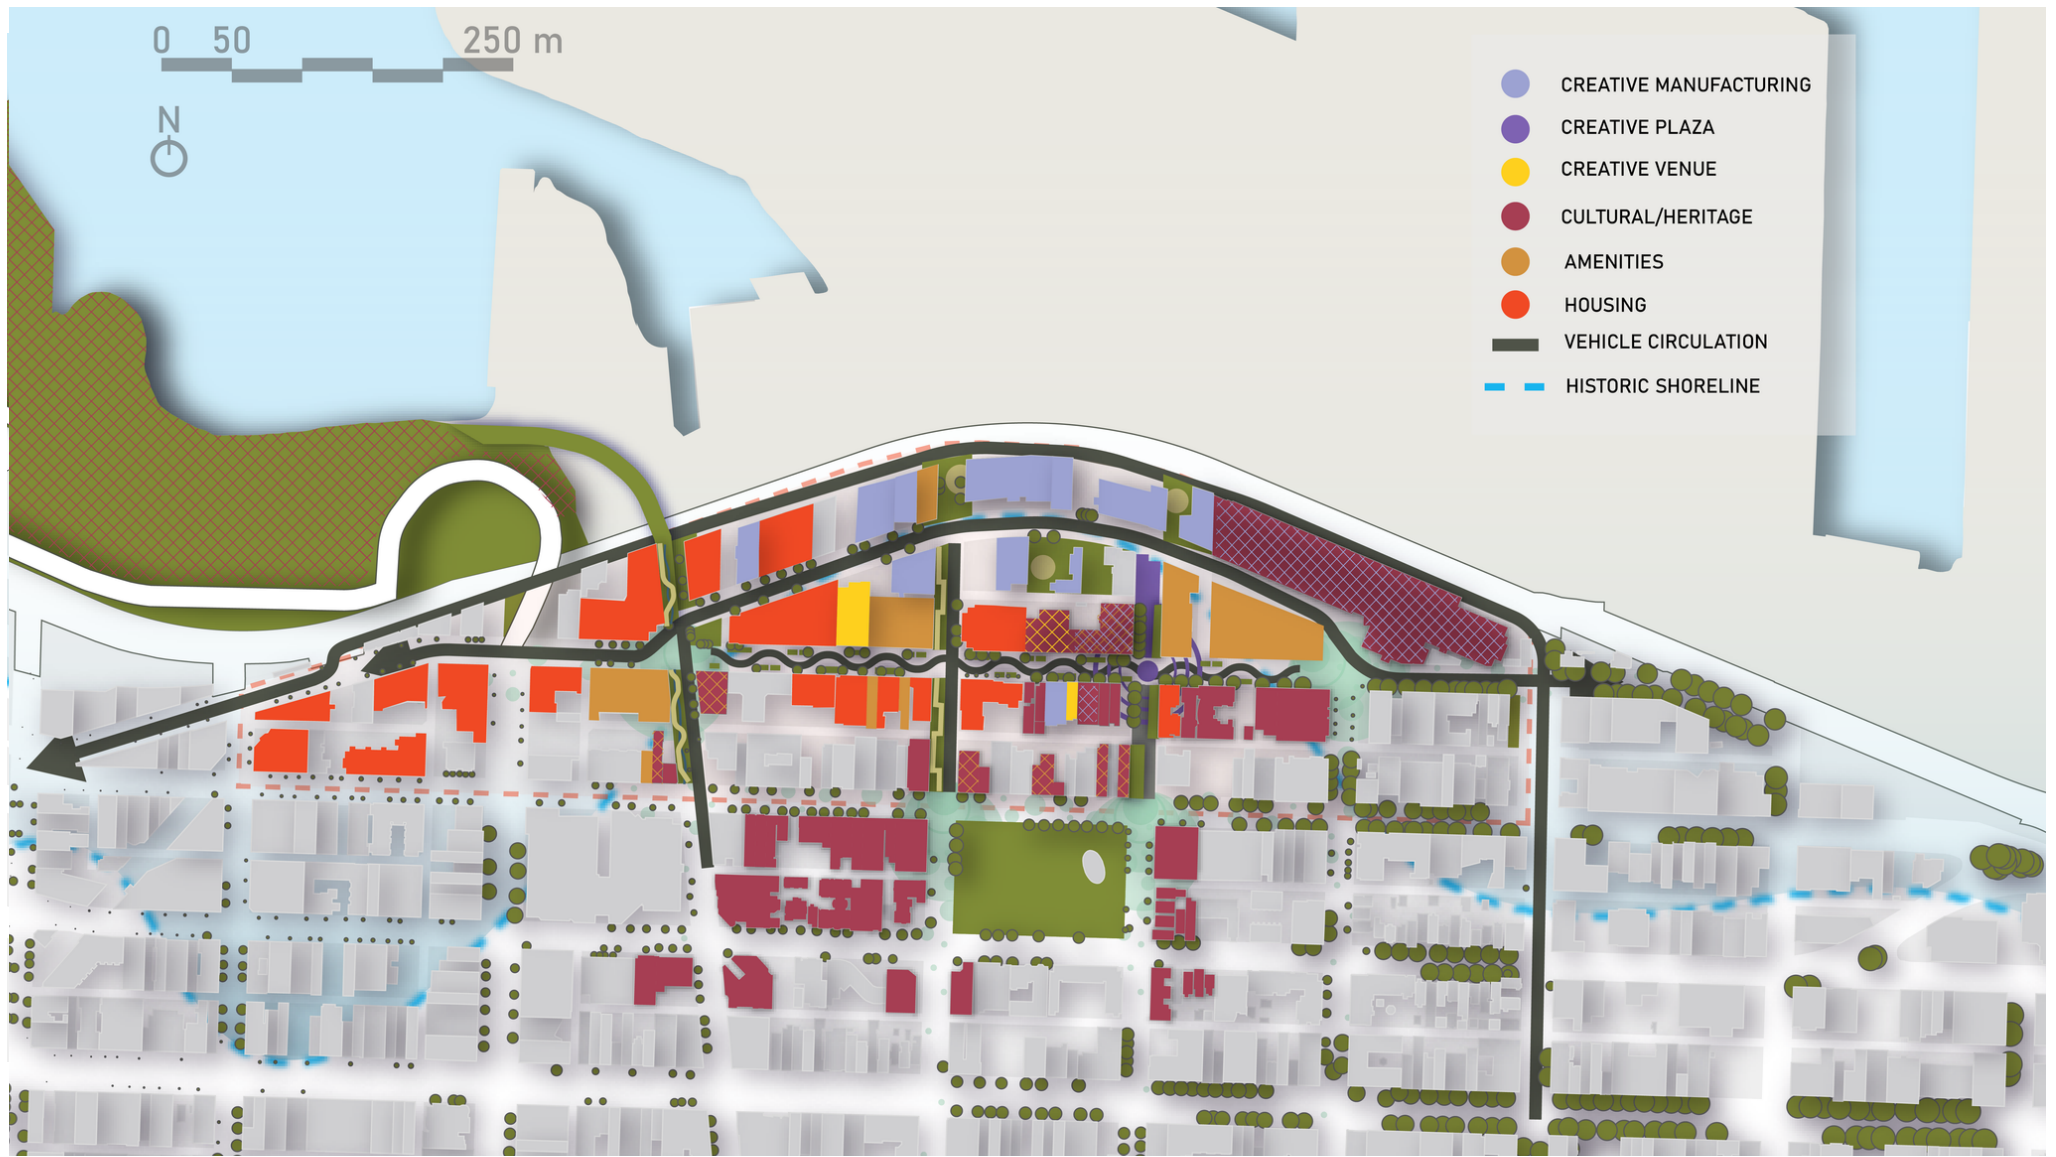 0 50 250 m
N
CREATIVE MANUFACTURING
CREATIVE PLAZA
CREATIVE VENUE
CULTURAL/HERITAGE
AMENITIES
HOUSING
VEHICLE CIRCULATION
HISTORIC SHORELINE